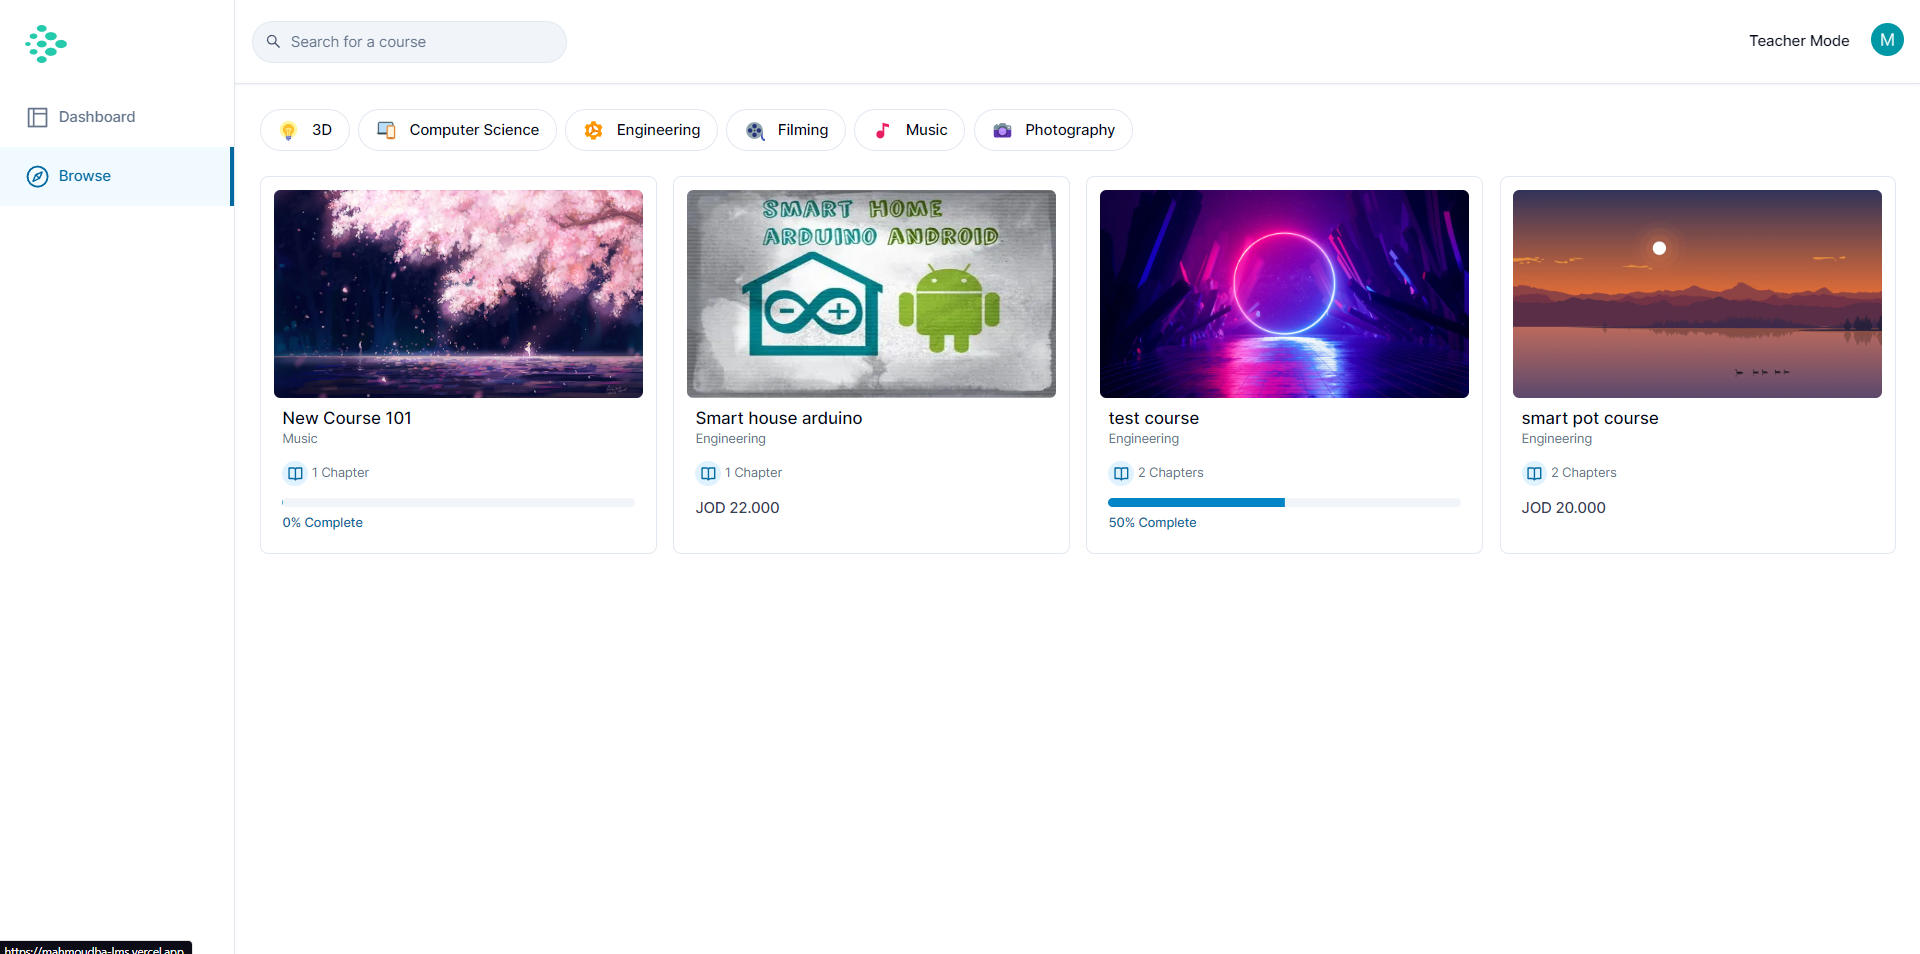 Search for a course
Teacher Mode
M
Dashboard
Browse
3D
Computer Science
Engineering
Filming
Music
Photography
SMART HOME
ARDUINO ANDROID
New Course 101
Music
1 Chapter
0% Complete
Smart house arduino
Engineering
1 Chapter
JOD 22.000
test course
Engineering
2 Chapters
50% Complete
smart pot course
Engineering
2 Chapters
JOD 20.000
https://mahmoudba-lms.vercel.app